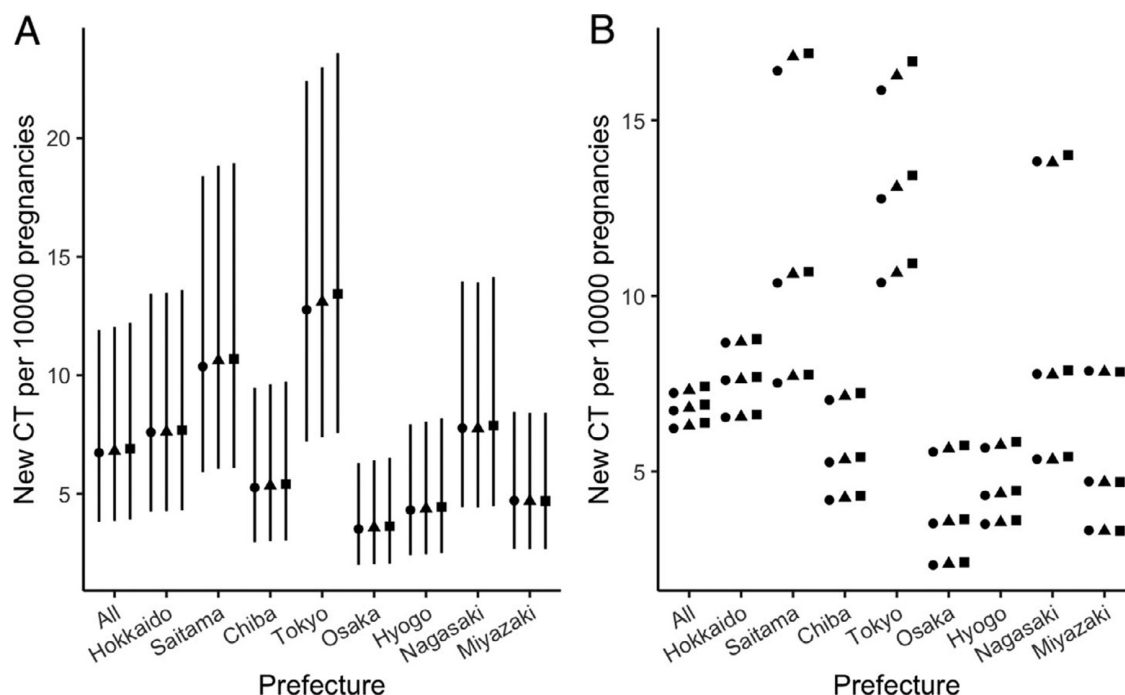 A
New CT per 10000 pregnancies
20
15
10
5
All
Hokkaido
Saitama
Chiba
Tokyo
Osaka
Hyogo
Nagasaki
Miyazaki
Prefecture
B
New CT per 10000 pregnancies
15
10
5
All
Hokkaido
Saitama
Chiba
Tokyo
Osaka
Hyogo
Nagasaki
Miyazaki
Prefecture